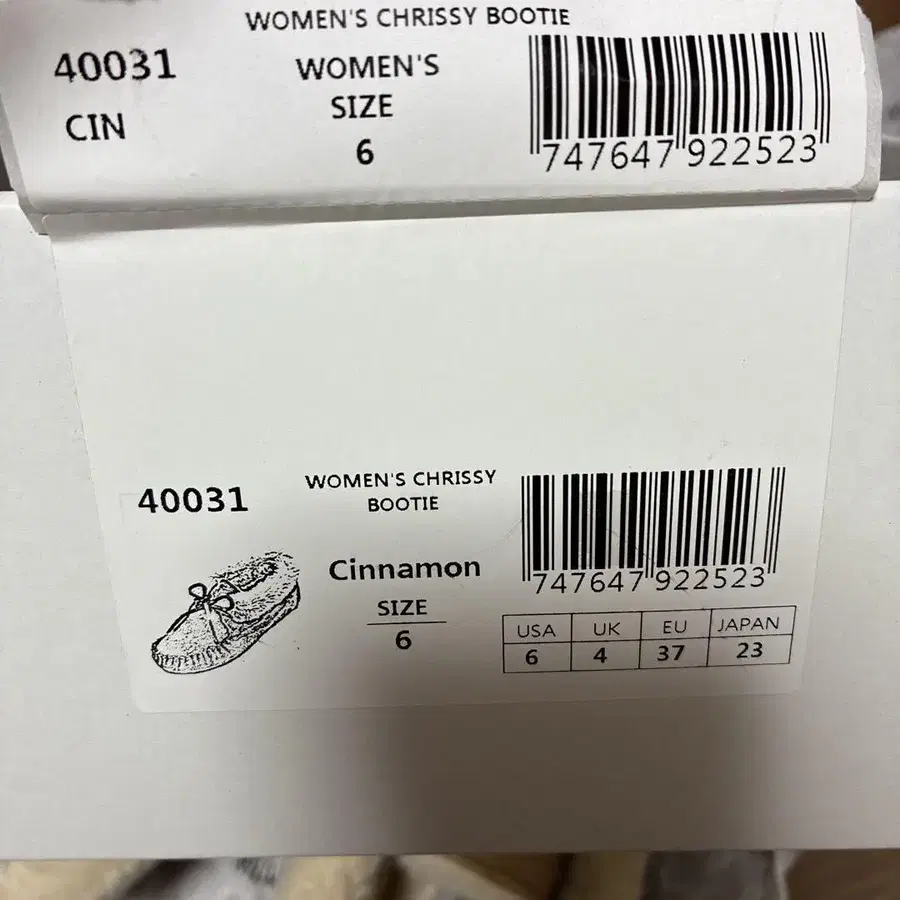 WOMEN'S CHRISSY BOOTIE
40031
CIN
WOMEN'S
SIZE
6
747647 922523
40031
WOMEN'S CHRISSY
BOOTIE
Cinnamon
SIZE
6
747647 922523
USA UK EU JAPAN
6 4 37 23